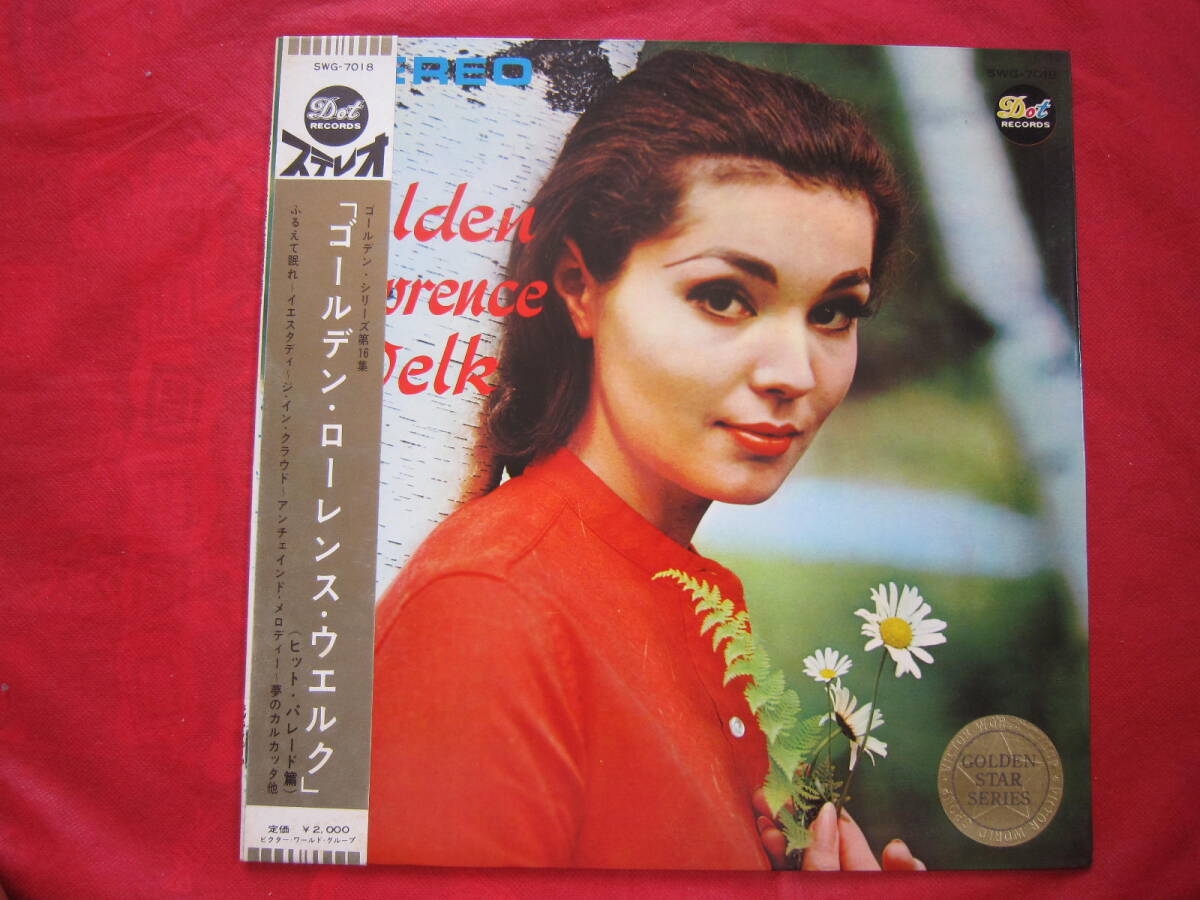 SWG-7018
Dot
RECORDS
ステレオ
ゴールデン・シリーズ第16集
「ゴールデン・ローレンス・ウエルク」
(ヒット・パレード篇)
ふるえて眠れ~イエスタディ~ジ・イン・クラウド~アンチェインド・メロディー~夢のカルカッタ他
定価 ¥2,000
ビクター・ワールド・グループ
EREO
lden
rence
elk
SWG-7018
Dot
RECORDS
GOLDEN
STAR
SERIES
VICTOR WORLD GROUP